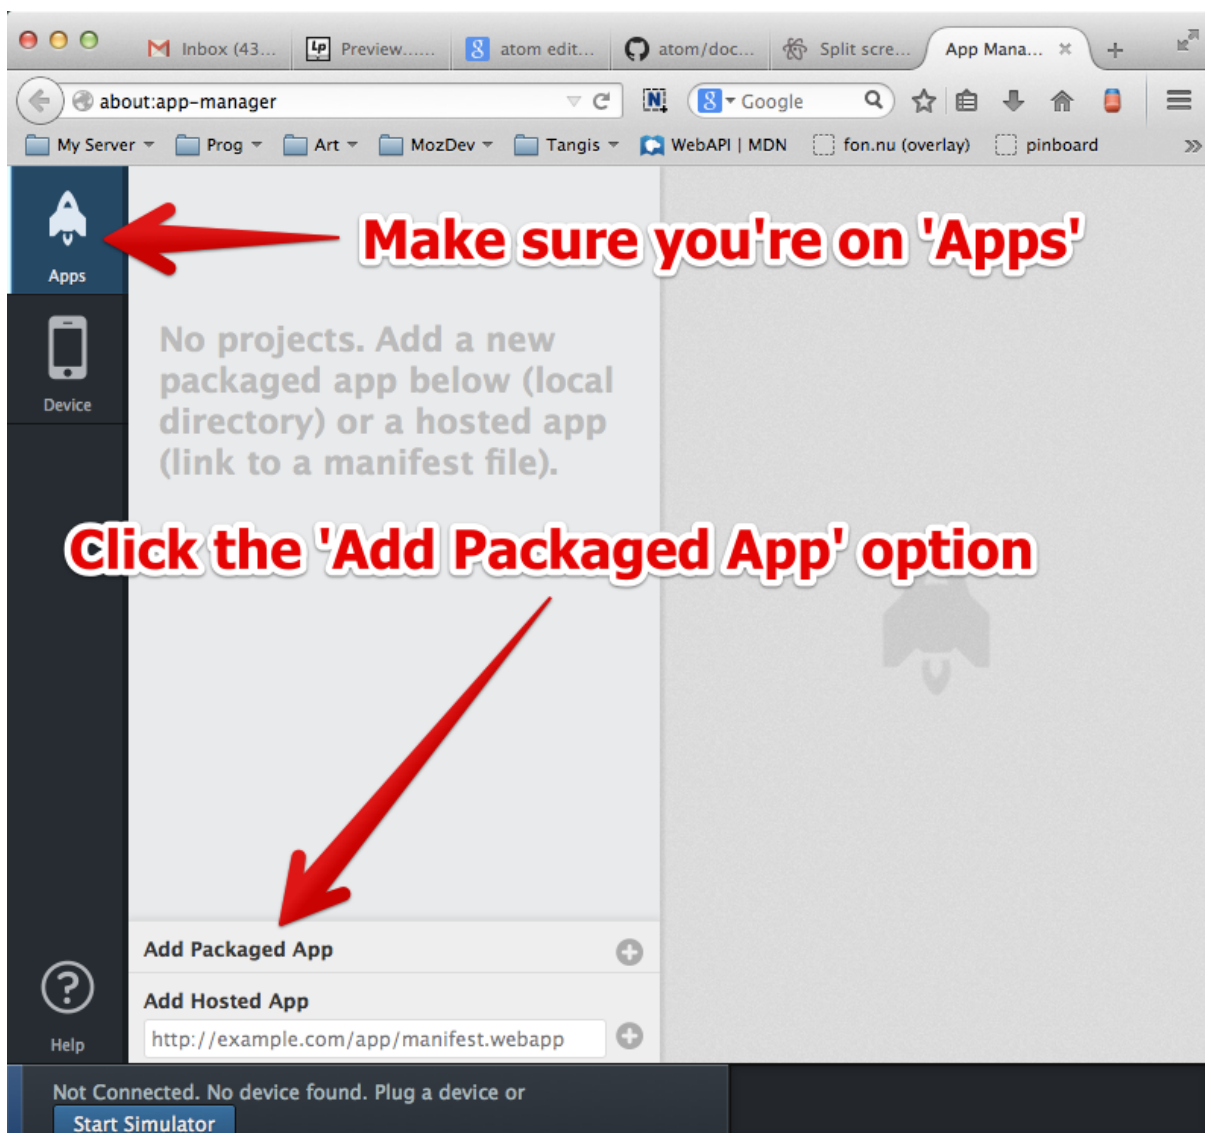 Inbox (43...
Lp
Preview......
8
atom edit...
atom/doc...
Split scre...
App Mana...
about:app-manager
N
8
Google
My Server
Prog
Art
MozDev
Tangis
WebAPI | MDN
fon.nu (overlay)
pinboard
Apps
Make sure you're on 'Apps'
Device
No projects. Add a new
packaged app below (local
directory) or a hosted app
(link to a manifest file).
Click the 'Add Packaged App' option
Add Packaged App
Add Hosted App
http://example.com/app/manifest.webapp
Help
Not Connected. No device found. Plug a device or
Start Simulator